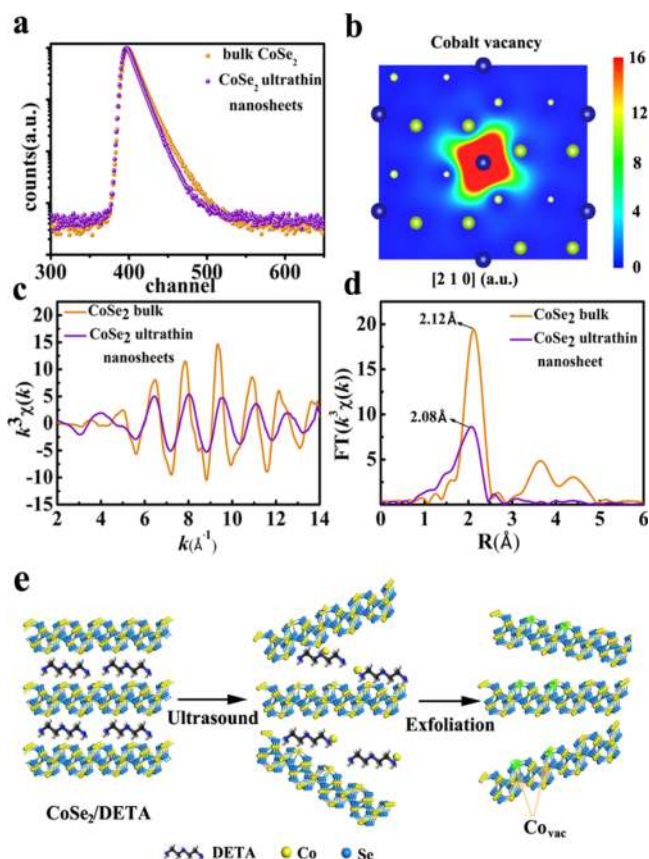 a
counts(a.u.)
bulk CoSe₂
CoSe₂ ultrathin
nanosheets
300 400 500 600
channel
b
Cobalt vacancy
16
12
8
4
0
[2 1 0] (a.u.)
c
k³χ(k)
20
15
10
5
0
-5
-10
-15
CoSe₂ bulk
CoSe₂ ultrathin
nanosheets
2 4 6 8 10 12 14
k(Å⁻¹)
d
FT(k³χ(k))
20
15
10
5
2.12Å
2.08Å
CoSe₂ bulk
CoSe₂ ultrathin
nanosheet
0 1 2 3 4 5 6
R(Å)
e
Ultrasound
Exfoliation
CoSe₂/DETA
Co_vac
DETA Co Se